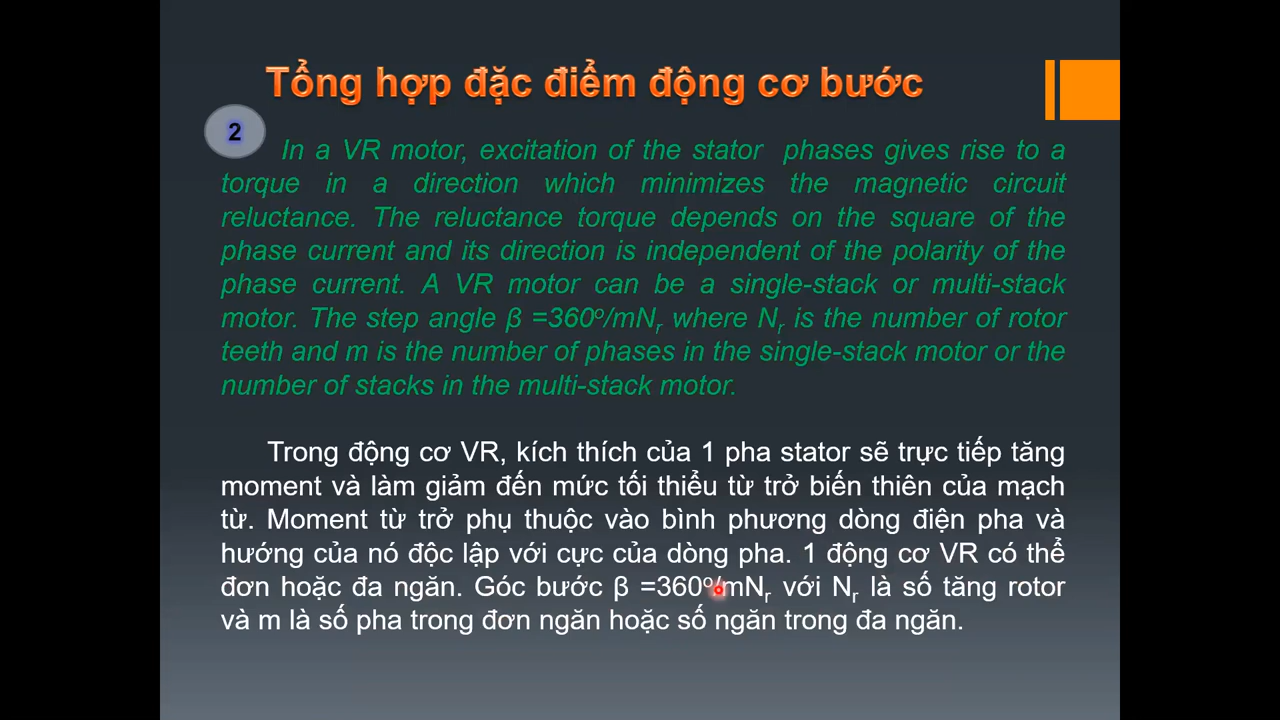 Tổng hợp đặc điểm động cơ bước
2
In a VR motor, excitation of the stator phases gives rise to a
torque in a direction which minimizes the magnetic circuit
reluctance. The reluctance torque depends on the square of the
phase current and its direction is independent of the polarity of the
phase current. A VR motor can be a single-stack or multi-stack
motor. The step angle β =360º/mNr where Nr is the number of rotor
teeth and m is the number of phases in the single-stack motor or the
number of stacks in the multi-stack motor.
Trong động cơ VR, kích thích của 1 pha stator sẽ trực tiếp tăng
moment và làm giảm đến mức tối thiểu từ trở biến thiên của mạch
từ. Moment từ trở phụ thuộc vào bình phương dòng điện pha và
hướng của nó độc lập với cực của dòng pha. 1 động cơ VR có thể
đơn hoặc đa ngăn. Góc bước β =360º/mNr với Nr là số tăng rotor
và m là số pha trong đơn ngăn hoặc số ngăn trong đa ngăn.